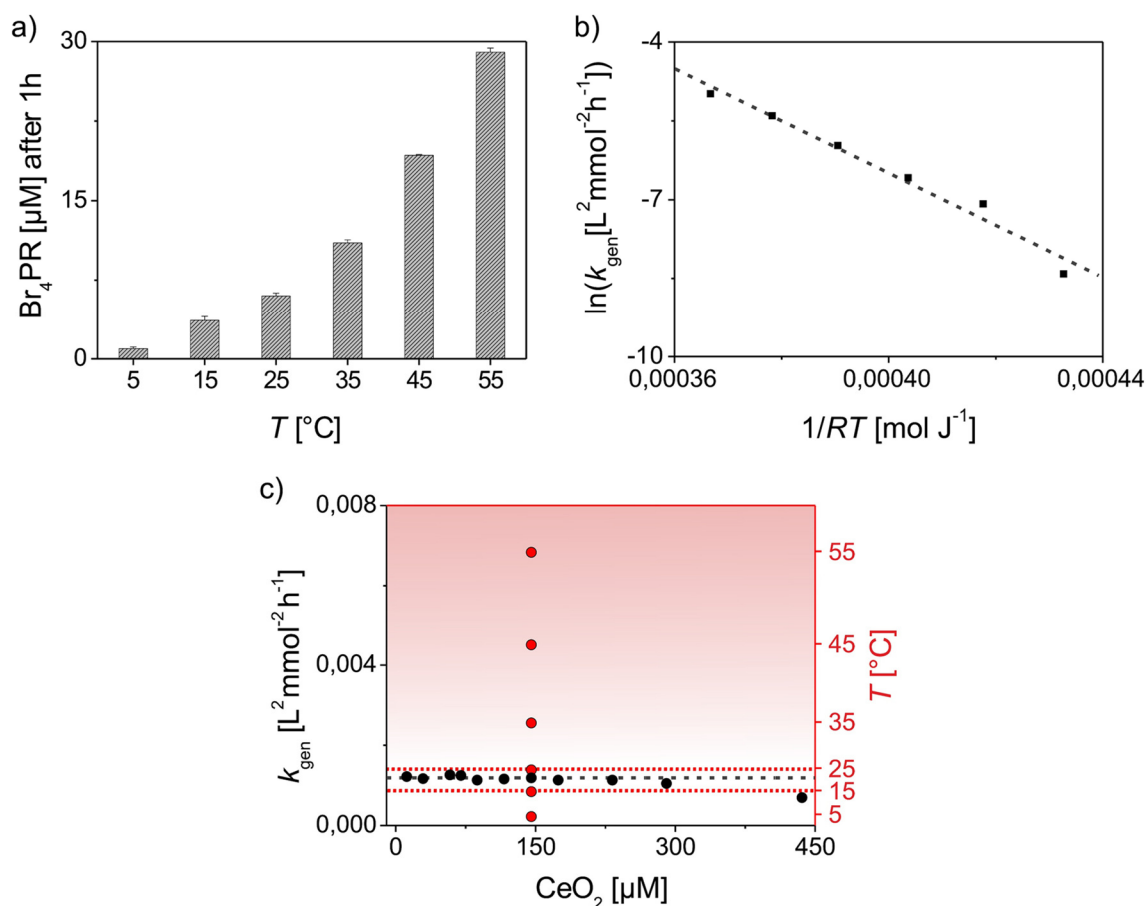 a)
Br₄PR [µM] after 1h
30
15
0
5 15 25 35 45 55
T [°C]
b)
ln(k_gen[L²mmol⁻²h⁻¹])
-4
-7
-10
0,00036 0,00040 0,00044
1/RT [mol J⁻¹]
c)
k_gen [L²mmol⁻²h⁻¹]
0,008
0,004
0,000
0 150 300 450
CeO₂ [µM]
55
45
35
25
15
5
T [°C]